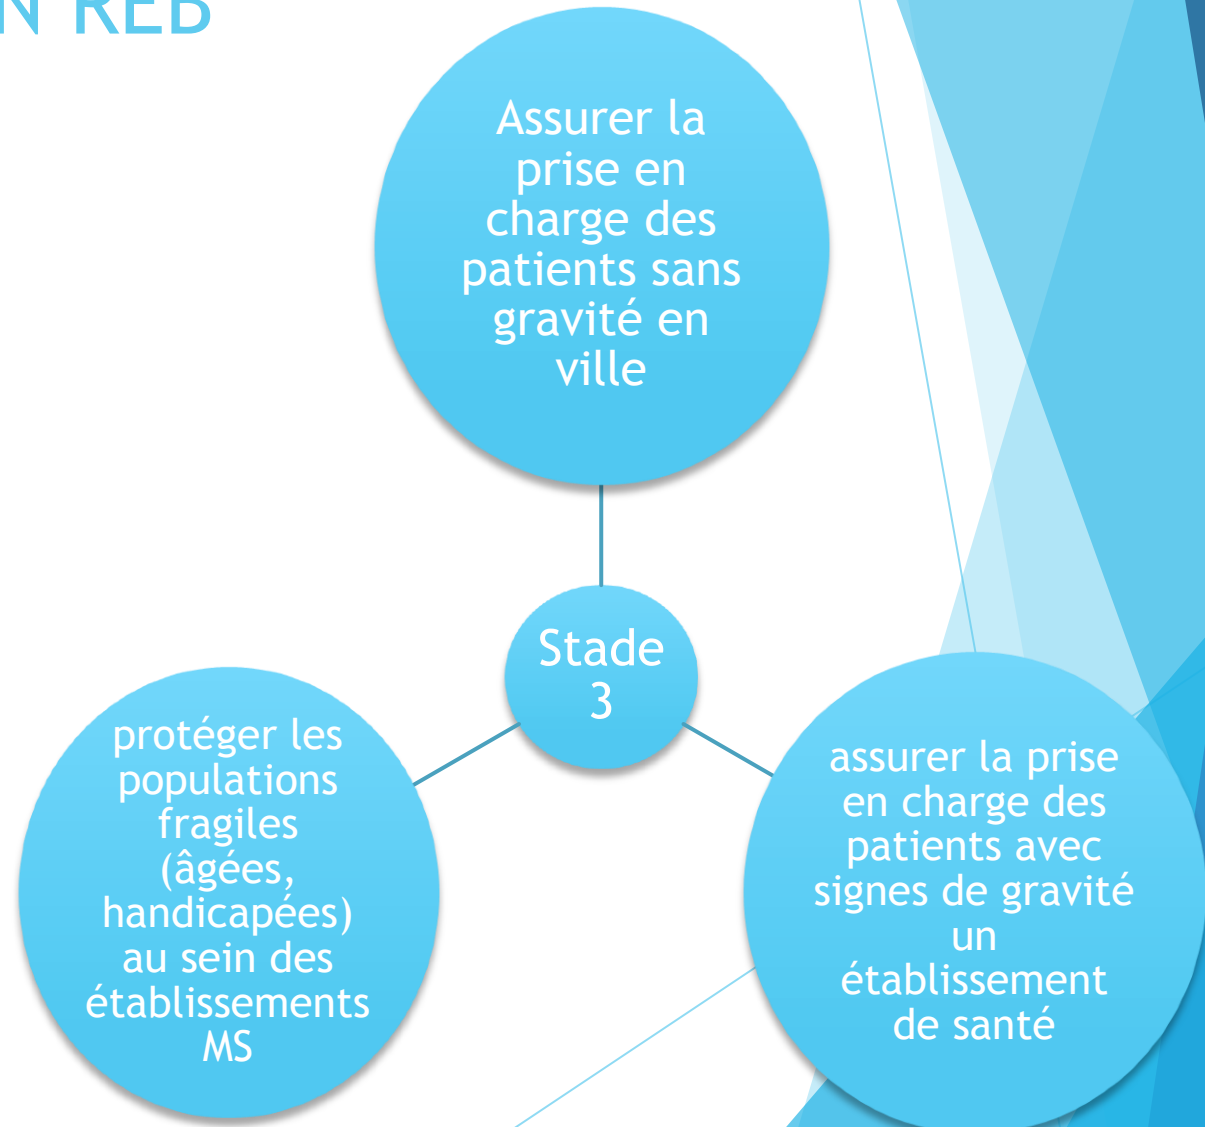 N REB
Assurer la
prise en
charge des
patients sans
gravité en
ville
Stade
3
protéger les
populations
fragiles
(âgées,
handicapées)
au sein des
établissements
MS
assurer la prise
en charge des
patients avec
signes de gravité
un
établissement
de santé